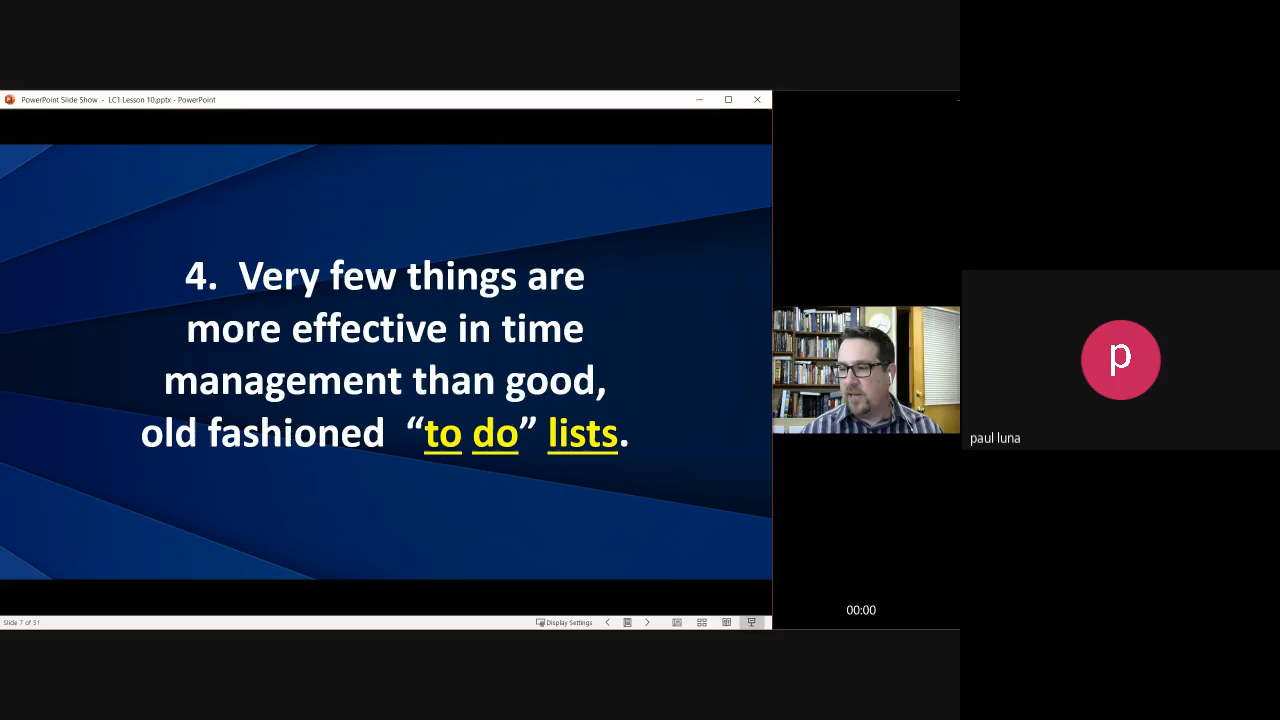 PowerPoint Slide Show - LC1 Lesson 10.pptx - PowerPoint
4. Very few things are
more effective in time
management than good,
old fashioned “to do” lists.
p
paul luna
00:00
Slide 7 of 51
Display Settings